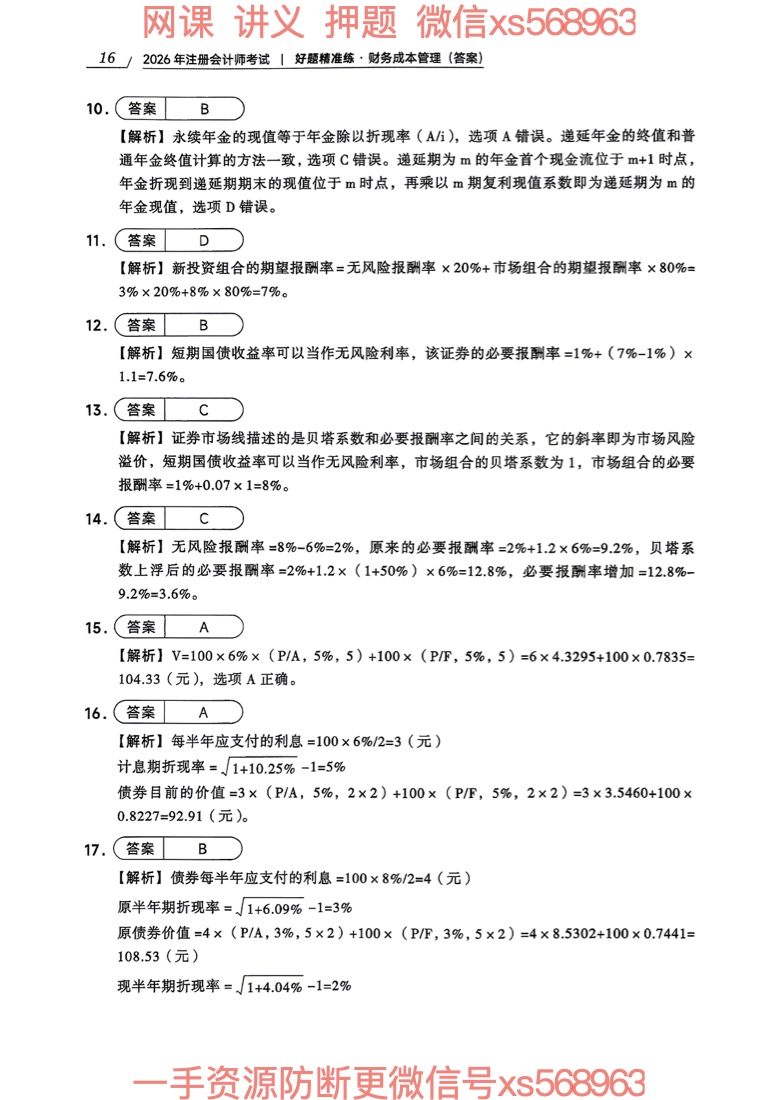 网课 讲义 押题 微信xs568963
16 / 2026年注册会计师考试 | 好题精准练·财务成本管理（答案）
10. 答案 B
【解析】永续年金的现值等于年金除以折现率（A/i），选项A错误。递延年金的终值和普
通年金终值计算的方法一致，选项C错误。递延期为m的年金首个现金流位于m+1时点，
年金折现到递延期期末的现值位于m时点，再乘以m期复利现值系数即为递延期为m的
年金现值，选项D错误。
11. 答案 D
【解析】新投资组合的期望报酬率=无风险报酬率×20%+市场组合的期望报酬率×80%=
3%×20%+8%×80%=7%。
12. 答案 B
【解析】短期国债收益率可以当作无风险利率，该证券的必要报酬率=1%+（7%-1%）×
1.1=7.6%。
13. 答案 C
【解析】证券市场线描述的是贝塔系数和必要报酬率之间的关系，它的斜率即为市场风险
溢价，短期国债收益率可以当作无风险利率，市场组合的贝塔系数为1，市场组合的必要
报酬率=1%+0.07×1=8%。
14. 答案 C
【解析】无风险报酬率=8%-6%=2%，原来的必要报酬率=2%+1.2×6%=9.2%，贝塔系
数上浮后的必要报酬率=2%+1.2×（1+50%）×6%=12.8%，必要报酬率增加=12.8%-
9.2%=3.6%。
15. 答案 A
【解析】V=100×6%×（P/A，5%，5）+100×（P/F，5%，5）=6×4.3295+100×0.7835=
104.33（元），选项A正确。
16. 答案 A
【解析】每半年应支付的利息=100×6%/2=3（元）
计息期折现率=√1+10.25% -1=5%
债券目前的价值=3×（P/A，5%，2×2）+100×（P/F，5%，2×2）=3×3.5460+100×
0.8227=92.91（元）。
17. 答案 B
【解析】债券每半年应支付的利息=100×8%/2=4（元）
原半年期折现率=√1+6.09% -1=3%
原债券价值=4×（P/A，3%，5×2）+100×（P/F，3%，5×2）=4×8.5302+100×0.7441=
108.53（元）
现半年期折现率=√1+4.04% -1=2%
一手资源防断更微信号xs568963